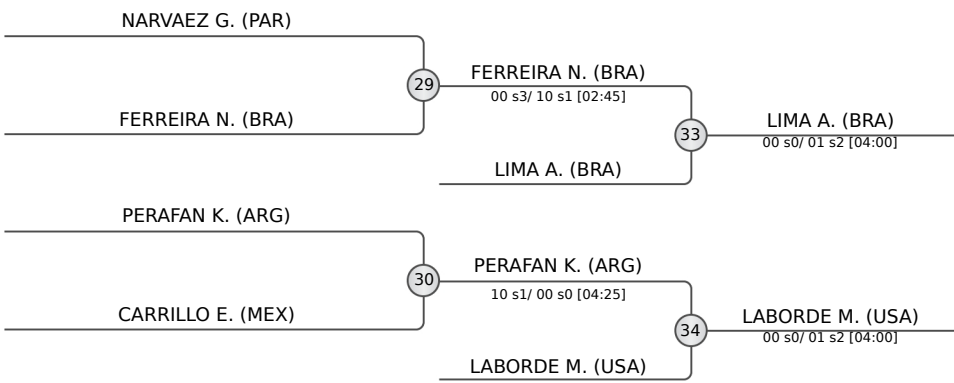 NARVAEZ G. (PAR)
29
FERREIRA N. (BRA)
00 s3/ 10 s1 [02:45]
FERREIRA N. (BRA)
33
LIMA A. (BRA)
00 s0/ 01 s2 [04:00]
LIMA A. (BRA)
PERAFAN K. (ARG)
30
PERAFAN K. (ARG)
10 s1/ 00 s0 [04:25]
CARRILLO E. (MEX)
34
LABORDE M. (USA)
00 s0/ 01 s2 [04:00]
LABORDE M. (USA)